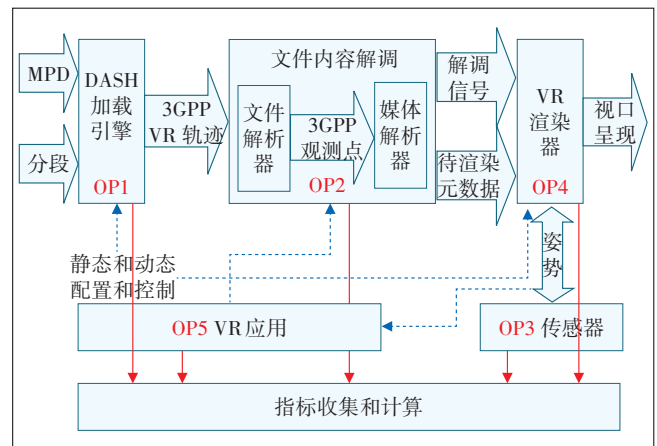 MPD
分段
DASH
加载
引擎
OP1
3GPP
VR 轨迹
文件内容解调
文件
解析
器
3GPP
观测点
媒体
解析
器
OP2
解调
信号
待渲染
元数据
VR
渲染
器
OP4
视口
呈现
静态和动态
配置和控制
姿
势
OP5 VR 应用
OP3 传感器
指标收集和计算